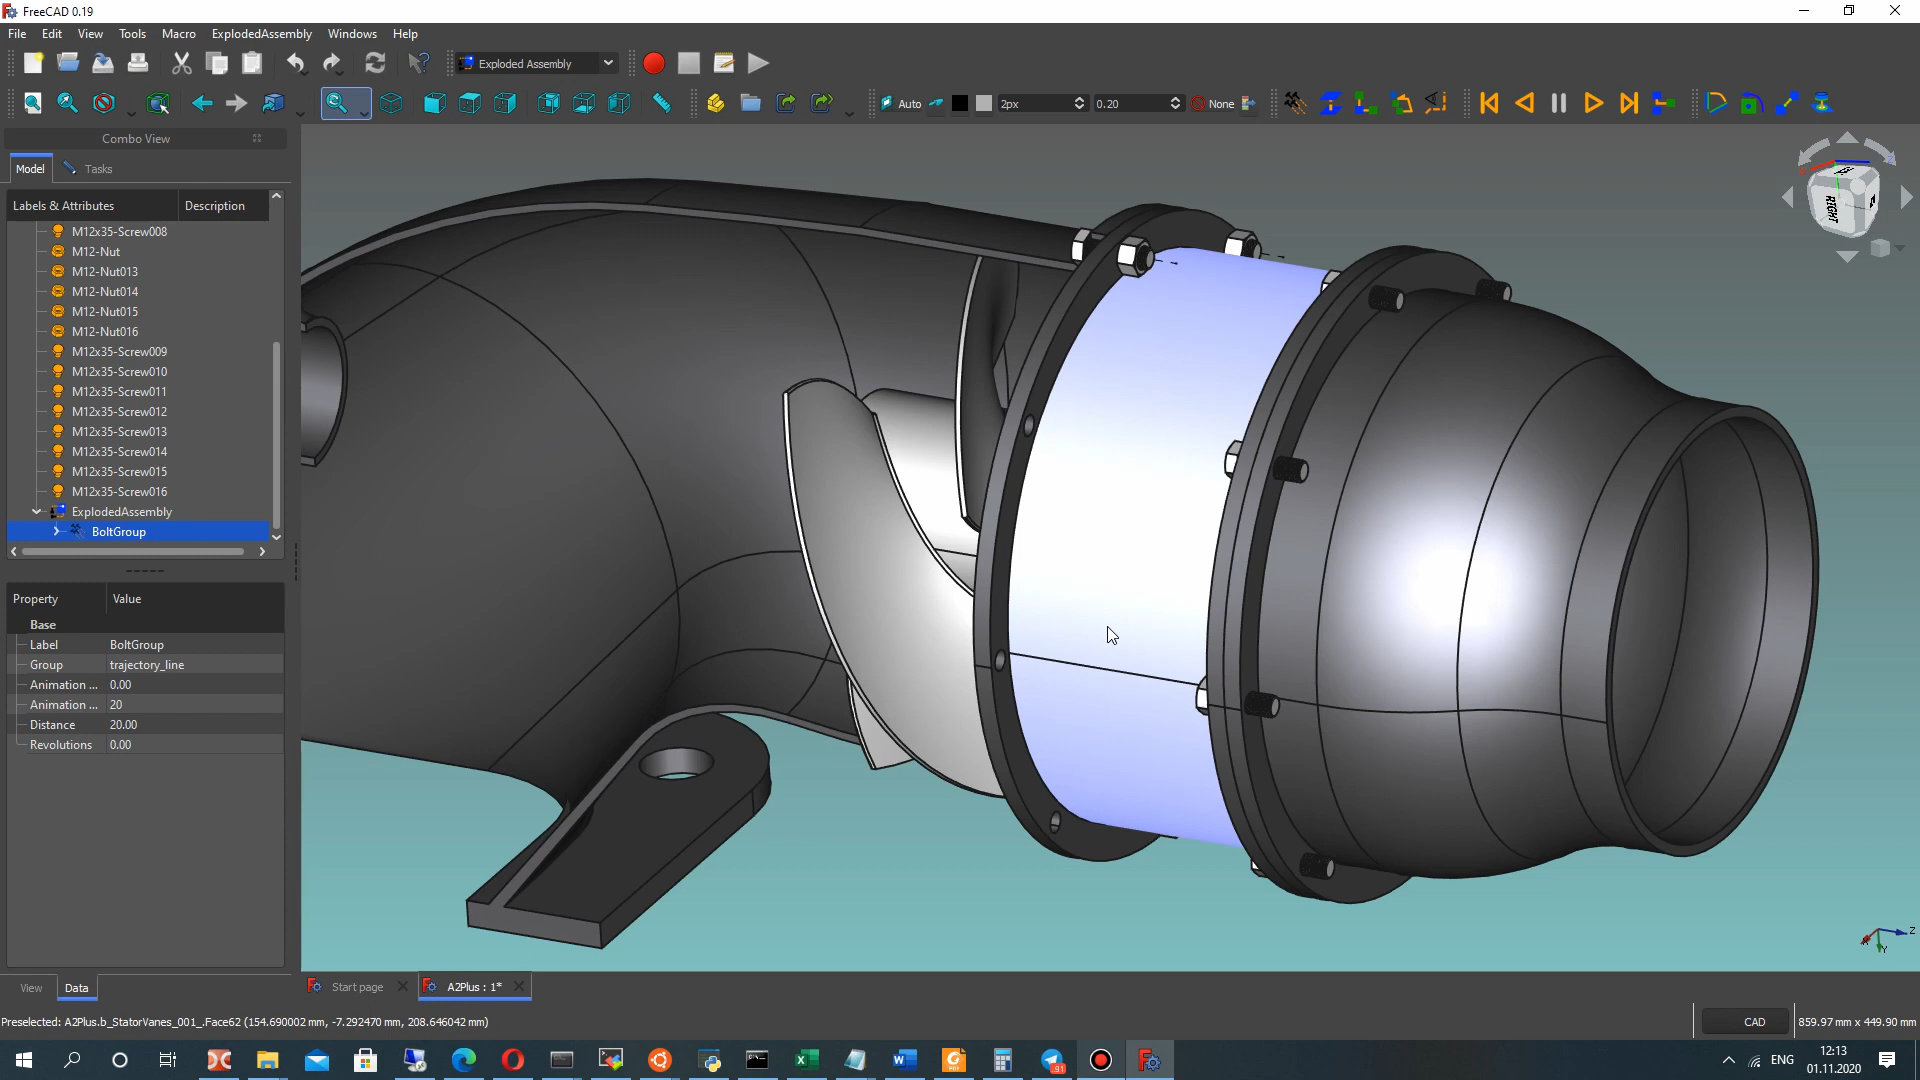 FreeCAD 0.19
File Edit View Tools Macro ExplodedAssembly Windows Help
Exploded Assembly
Auto 2px 0.20 None
Combo View
Model Tasks
Labels & Attributes Description
M12x35-Screw008
M12-Nut
M12-Nut013
M12-Nut014
M12-Nut015
M12-Nut016
M12x35-Screw009
M12x35-Screw010
M12x35-Screw011
M12x35-Screw012
M12x35-Screw013
M12x35-Screw014
M12x35-Screw015
M12x35-Screw016
ExplodedAssembly
BoltGroup
Property Value
Base
Label BoltGroup
Group trajectory_line
Animation ... 0.00
Animation ... 20
Distance 20.00
Revolutions 0.00
RIGHT
Z
Y
View Data
Start page
A2Plus : 1*
Preselected: A2Plus.b_StatorVanes_001_.Face62 (154.690002 mm, -7.292470 mm, 208.646042 mm)
CAD
859.97 mm x 449.90 mm
91
ENG
12:13
01.11.2020